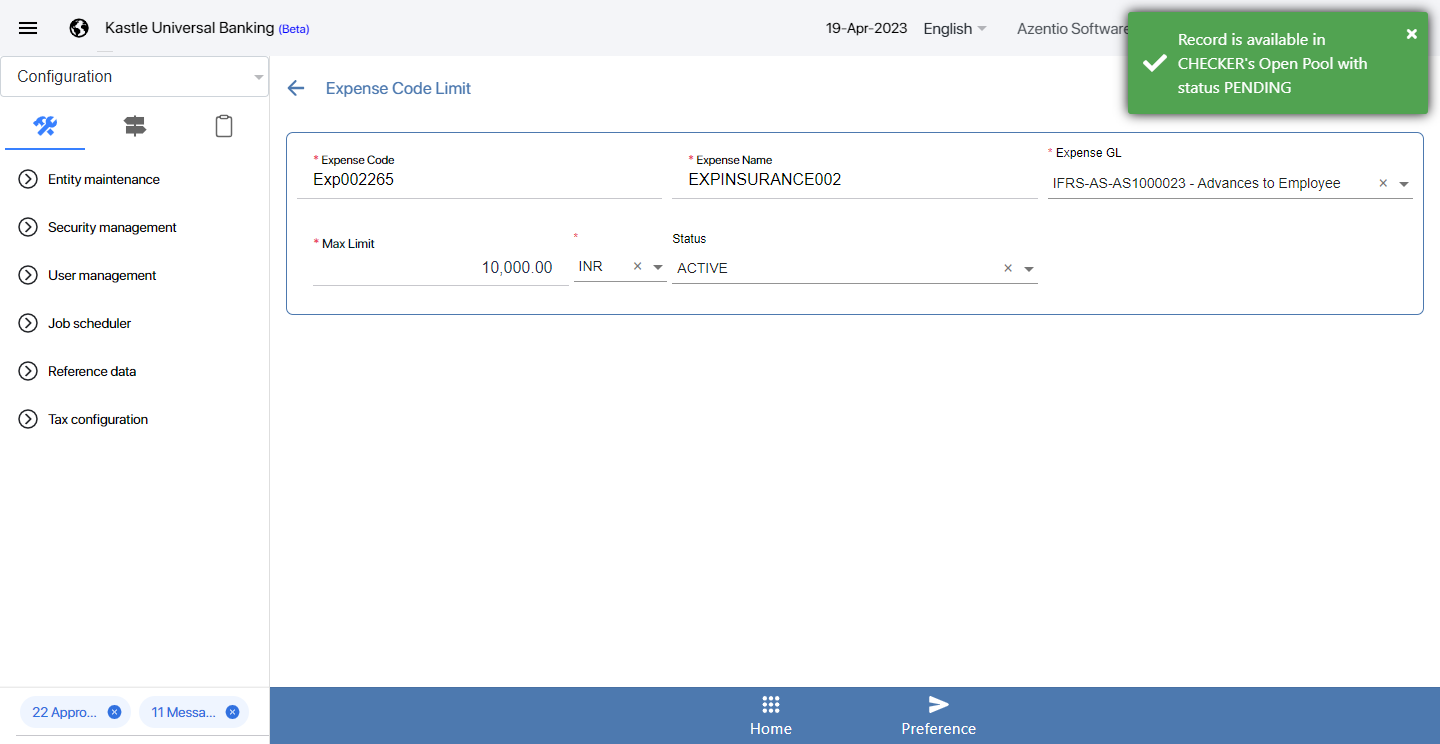 Kastle Universal Banking (Beta)
19-Apr-2023
English
Azentio Software
Record is available in
CHECKER's Open Pool with
status PENDING
Configuration
Expense Code Limit
Entity maintenance
Security management
User management
Job scheduler
Reference data
Tax configuration
* Expense Code
Exp002265
* Expense Name
EXPINSURANCE002
* Expense GL
IFRS-AS-AS1000023 - Advances to Employee
* Max Limit
10,000.00
*
INR
Status
ACTIVE
22 Appro...
11 Messa...
Home
Preference